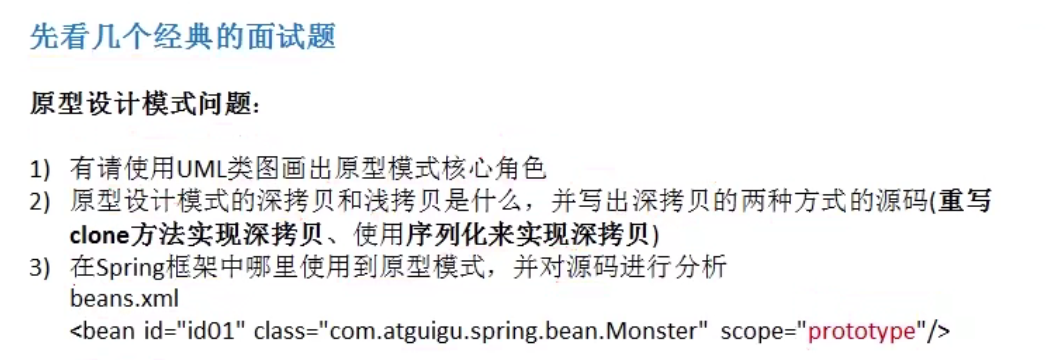 先看几个经典的面试题
原型设计模式问题：
1) 有请使用UML类图画出原型模式核心角色
2) 原型设计模式的深拷贝和浅拷贝是什么，并写出深拷贝的两种方式的源码(重写
clone方法实现深拷贝、使用序列化来实现深拷贝)
3) 在Spring框架中哪里使用到原型模式，并对源码进行分析
beans.xml
<bean id="id01" class="com.atguigu.spring.bean.Monster" scope="prototype"/>